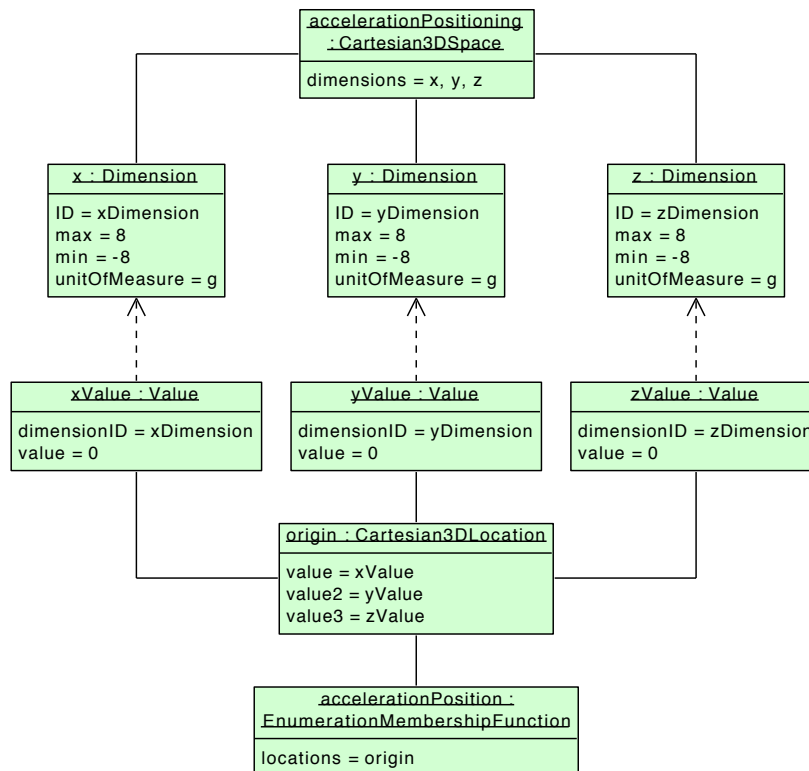 accelerationPositioning
: Cartesian3DSpace
dimensions = x, y, z
x : Dimension
ID = xDimension
max = 8
min = -8
unitOfMeasure = g
y : Dimension
ID = yDimension
max = 8
min = -8
unitOfMeasure = g
z : Dimension
ID = zDimension
max = 8
min = -8
unitOfMeasure = g
xValue : Value
dimensionID = xDimension
value = 0
yValue : Value
dimensionID = yDimension
value = 0
zValue : Value
dimensionID = zDimension
value = 0
origin : Cartesian3DLocation
value = xValue
value2 = yValue
value3 = zValue
accelerationPosition :
EnumerationMembershipFunction
locations = origin